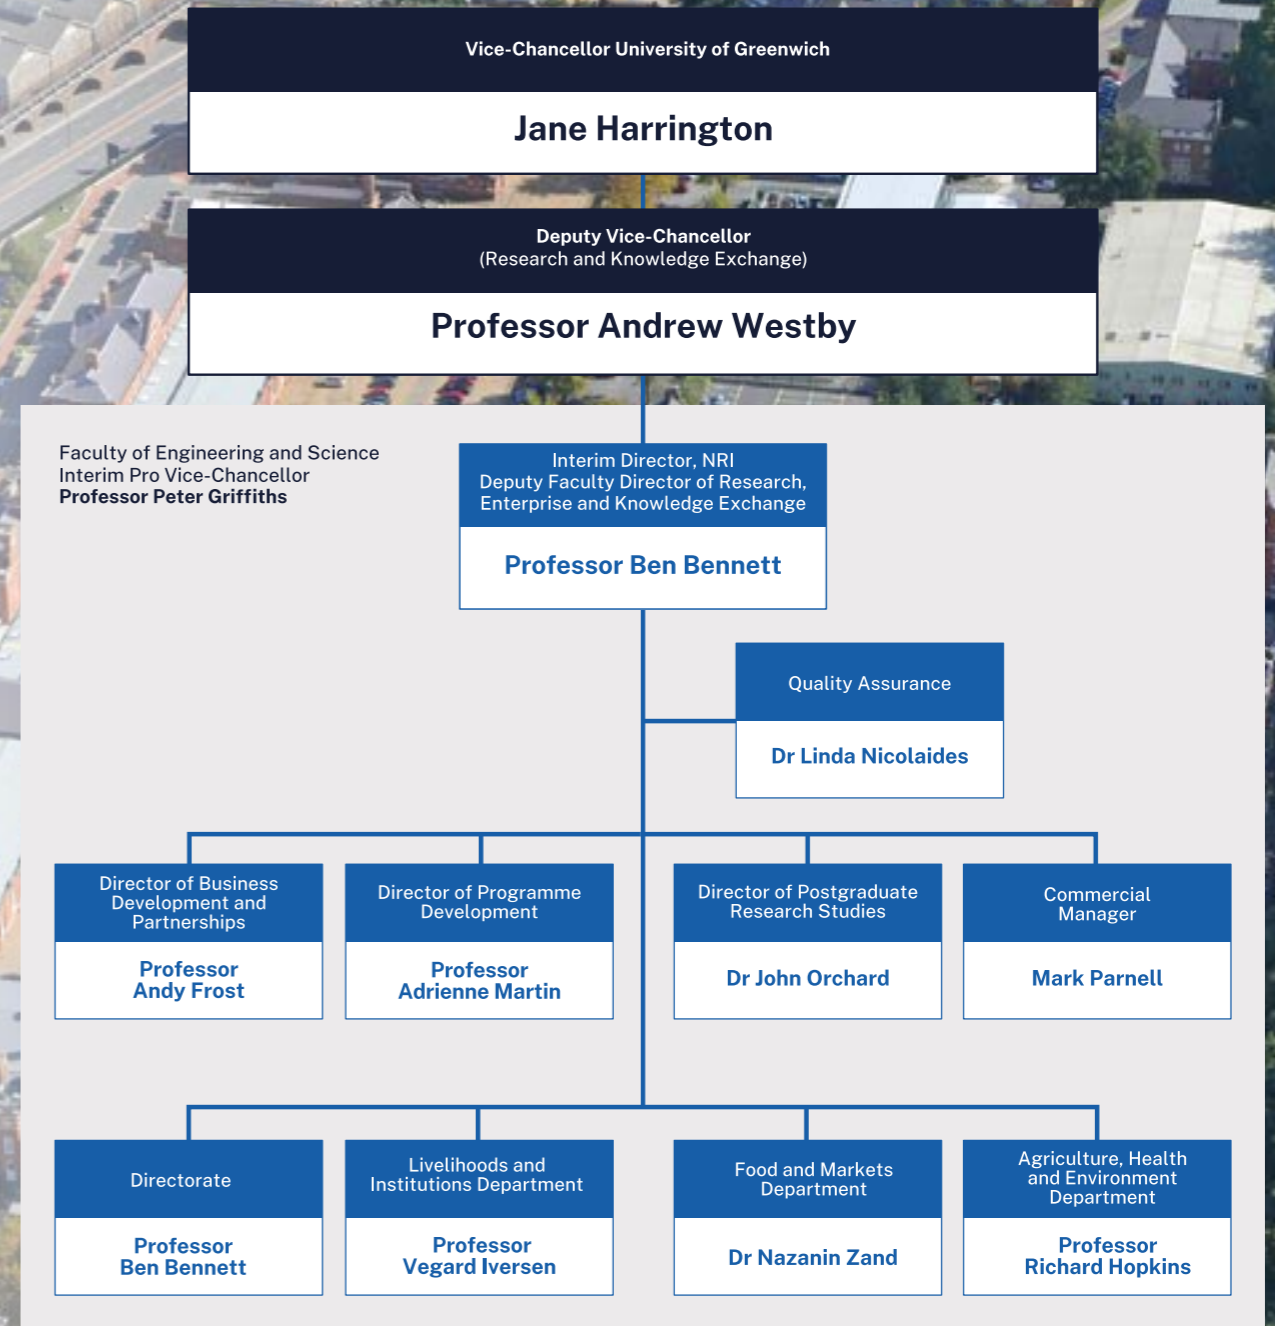 Vice-Chancellor University of Greenwich
Jane Harrington
Deputy Vice-Chancellor
(Research and Knowledge Exchange)
Professor Andrew Westby
Faculty of Engineering and Science
Interim Pro Vice-Chancellor
Professor Peter Griffiths
Interim Director, NRI
Deputy Faculty Director of Research,
Enterprise and Knowledge Exchange
Professor Ben Bennett
Quality Assurance
Dr Linda Nicolaides
Director of Business
Development and
Partnerships
Professor
Andy Frost
Director of Programme
Development
Professor
Adrienne Martin
Director of Postgraduate
Research Studies
Dr John Orchard
Commercial
Manager
Mark Parnell
Directorate
Professor
Ben Bennett
Livelihoods and
Institutions Department
Professor
Vegard Iversen
Food and Markets
Department
Dr Nazanin Zand
Agriculture, Health
and Environment
Department
Professor
Richard Hopkins